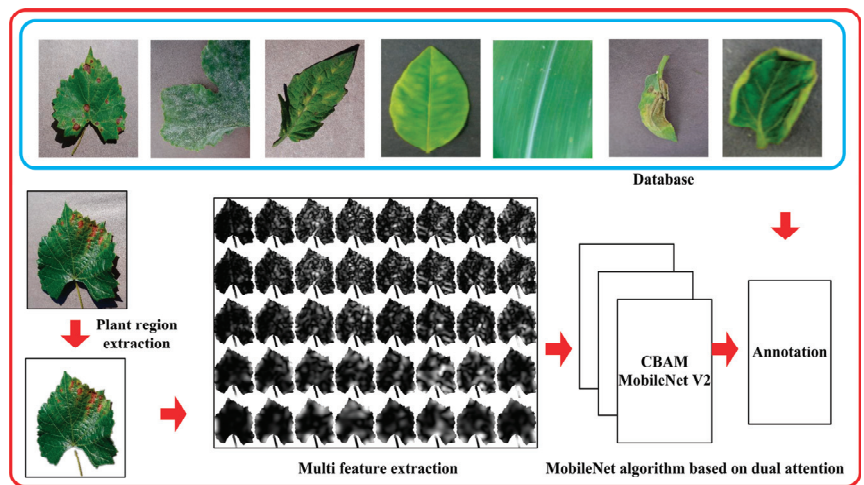 Database
Plant region
extraction
CBAM
MobileNet V2
Annotation
Multi feature extraction
MobileNet algorithm based on dual attention